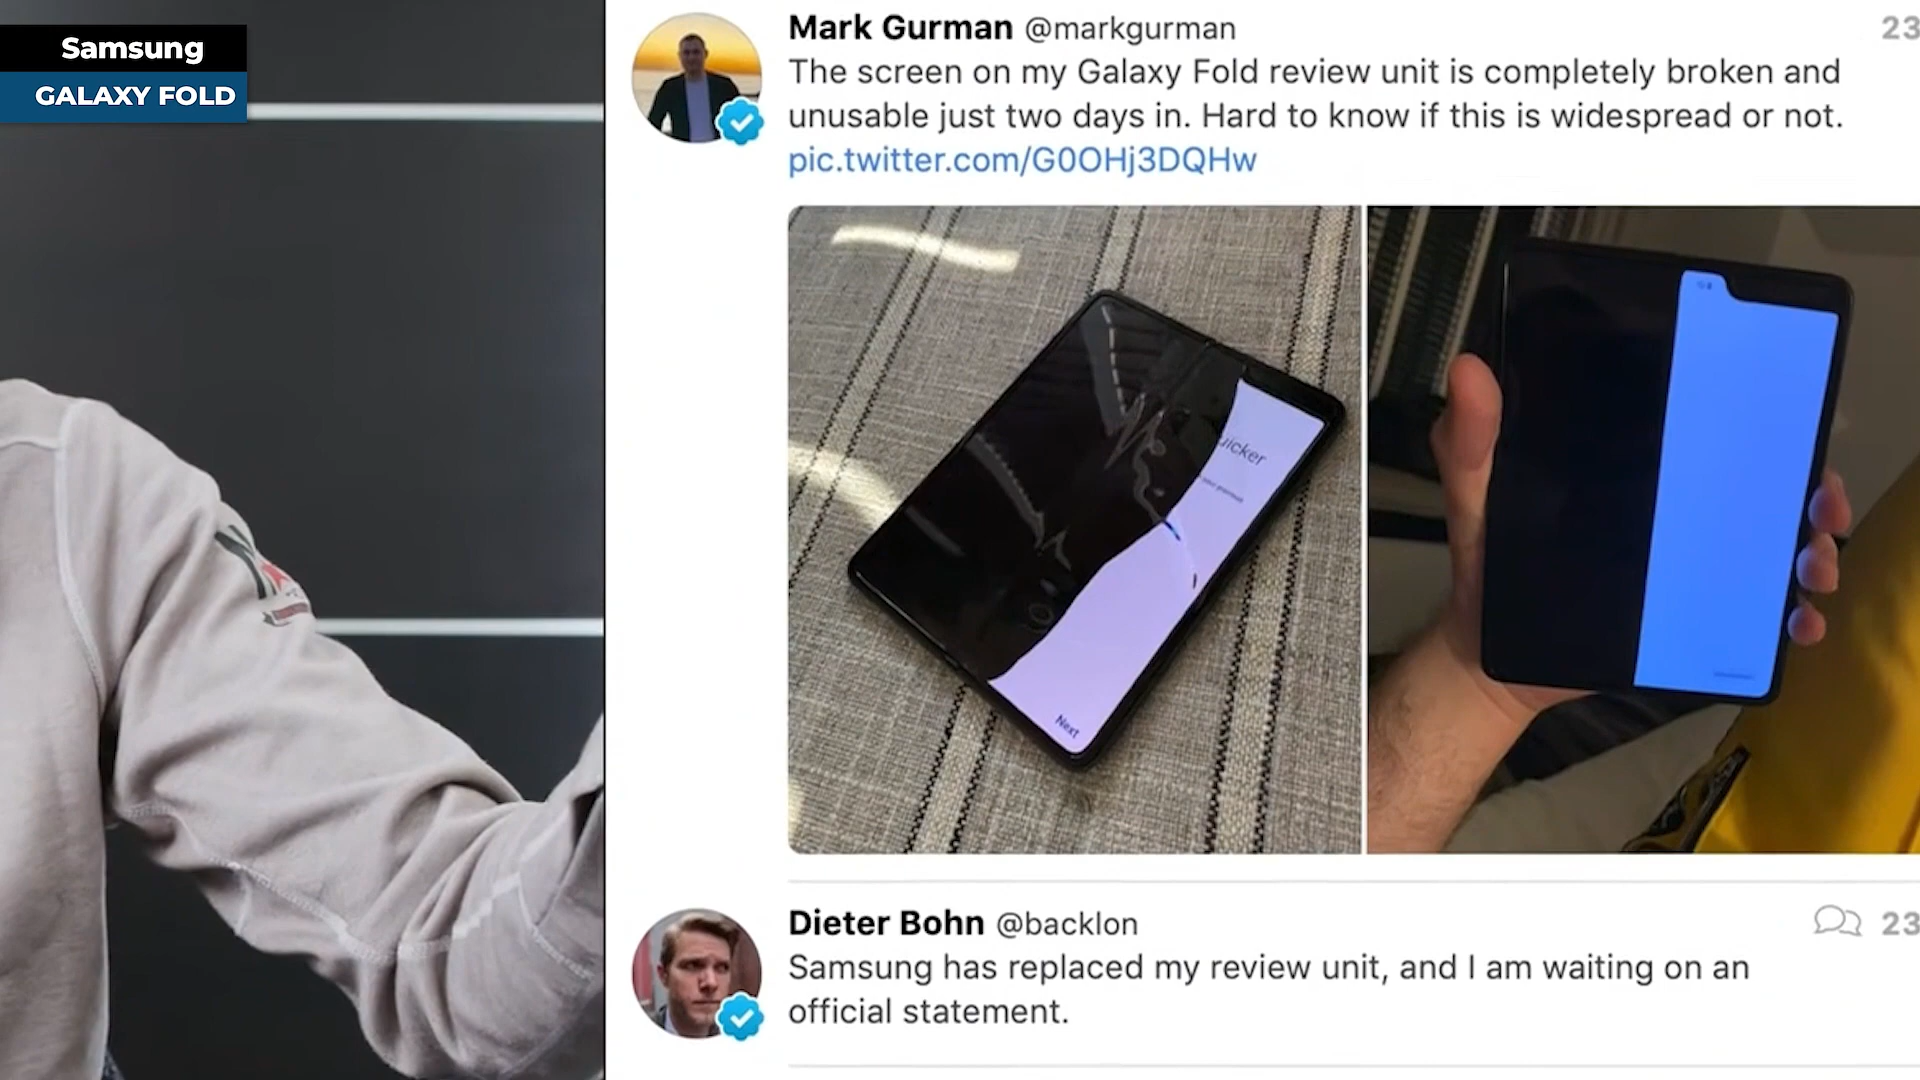 Samsung
GALAXY FOLD
Mark Gurman @markgurman
23
The screen on my Galaxy Fold review unit is completely broken and
unusable just two days in. Hard to know if this is widespread or not.
pic.twitter.com/G0OHj3DQHw
uicker
Next
Dieter Bohn @backlon
23
Samsung has replaced my review unit, and I am waiting on an
official statement.